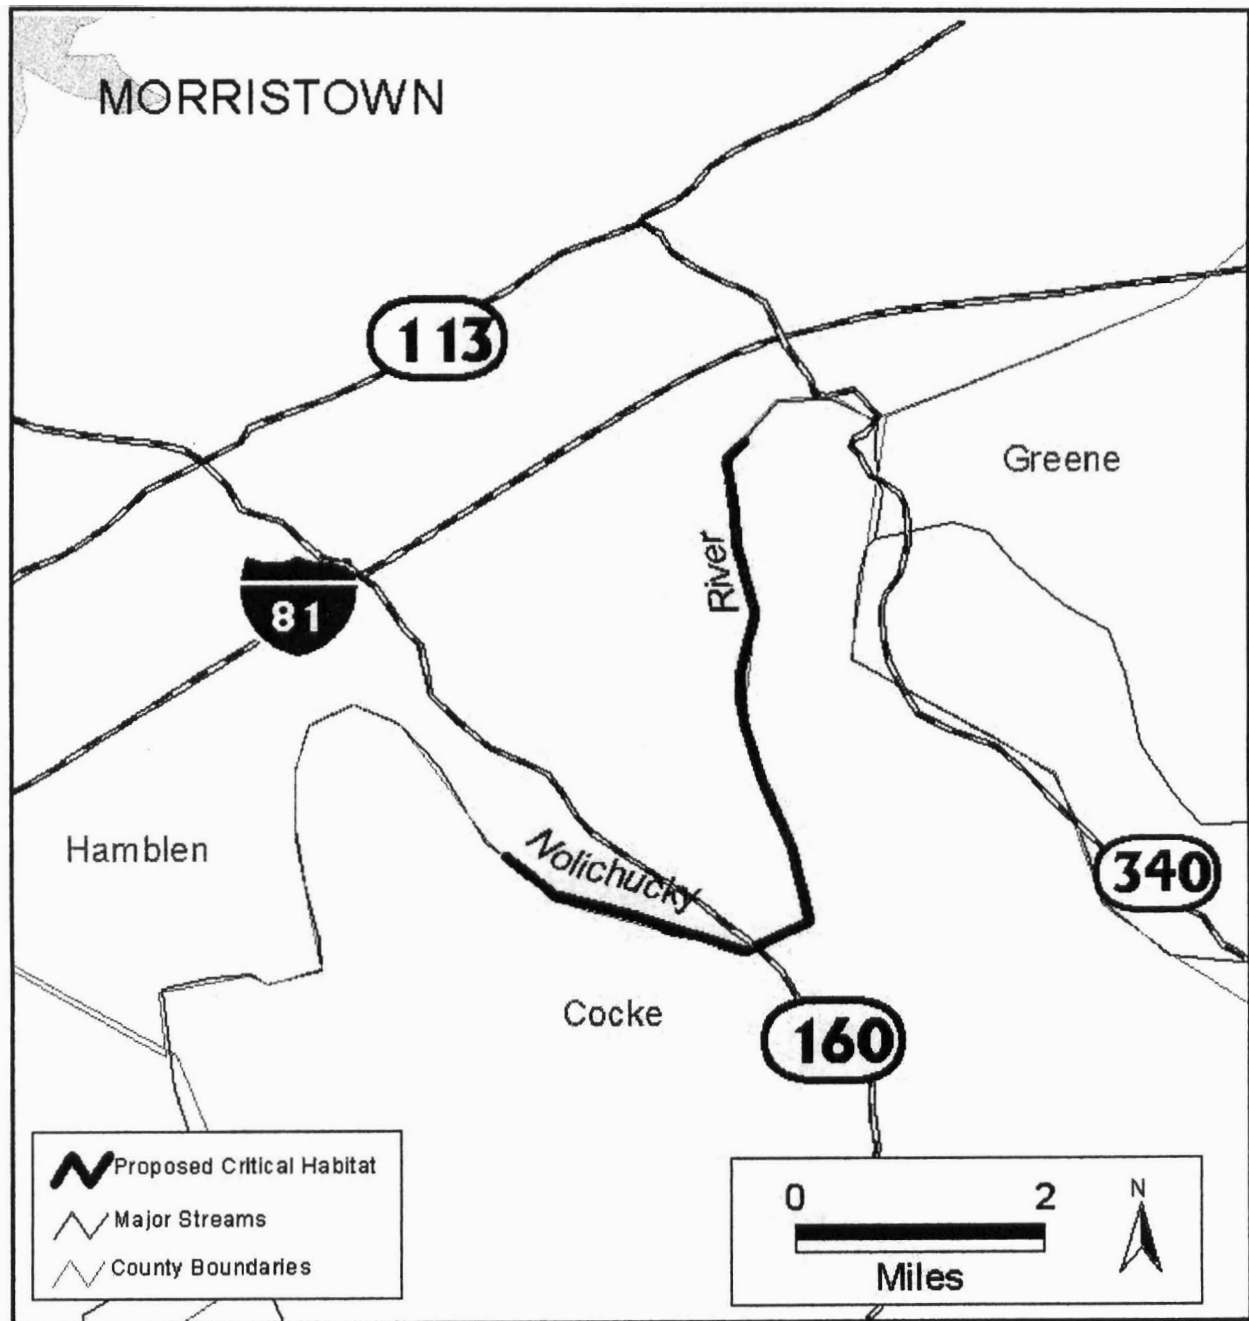 MORRISTOWN
113
Greene
River
81
Hamblen
Nolichucky
340
Cocke
160
Proposed Critical Habitat
Major Streams
County Boundaries
0 2
Miles
N